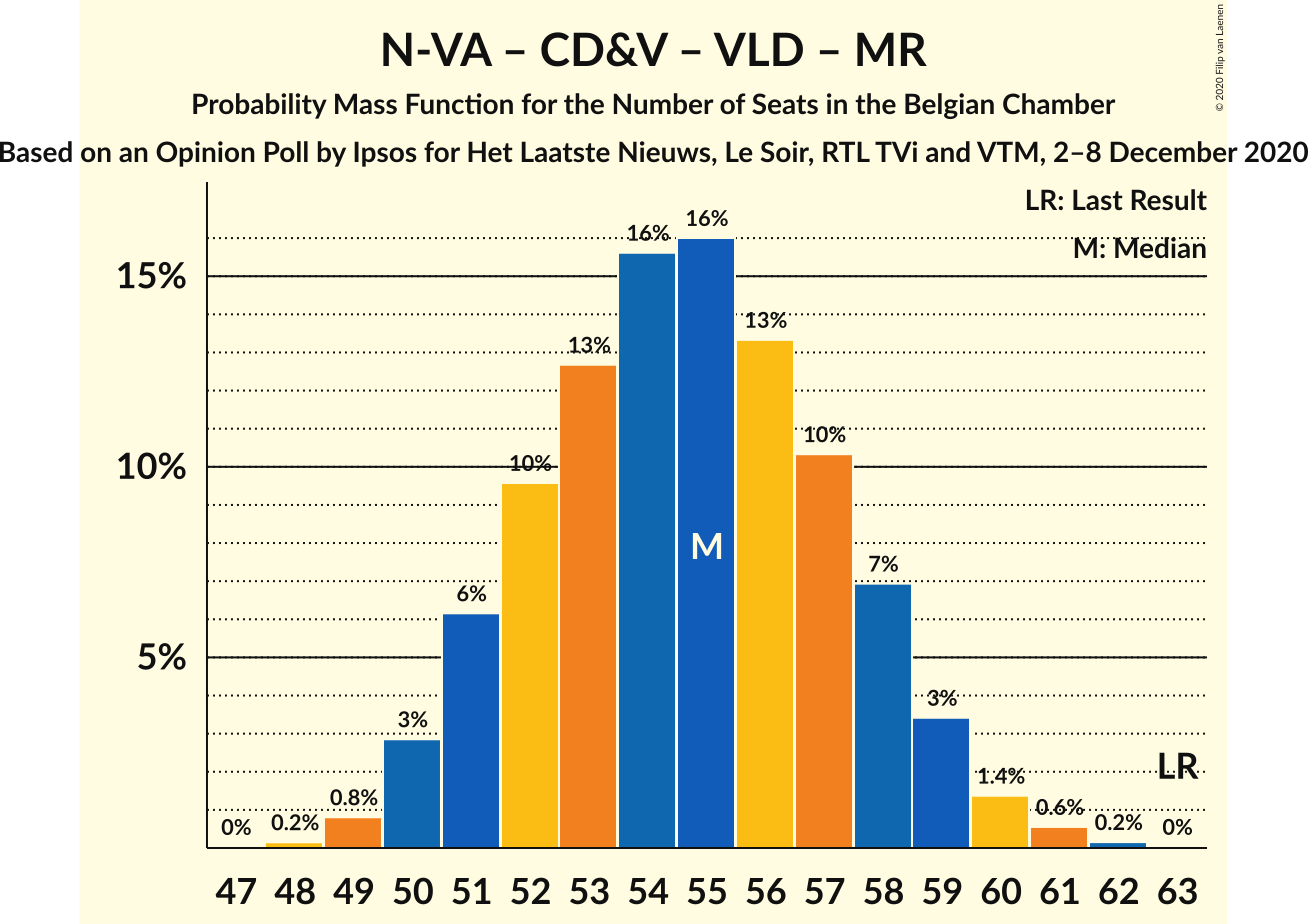 N-VA – CD&V – VLD – MR
Probability Mass Function for the Number of Seats in the Belgian Chamber
Based on an Opinion Poll by Ipsos for Het Laatste Nieuws, Le Soir, RTL TVi and VTM, 2–8 December 2020
© 2020 Filip van Laenen
LR: Last Result
M: Median
15%
10%
5%
0%
0.2%
0.8%
3%
6%
10%
13%
16%
16%
13%
10%
7%
3%
1.4%
0.6%
0.2%
0%
M
LR
47 48 49 50 51 52 53 54 55 56 57 58 59 60 61 62 63